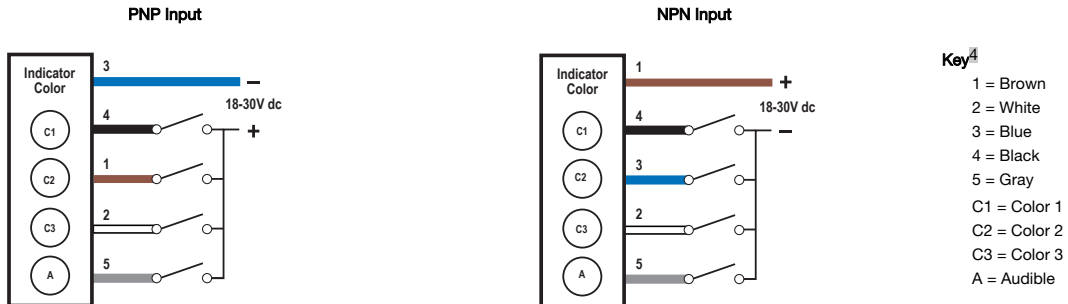 PNP Input
Indicator
Color
3
–
18-30V dc
4
+
C1
1
C2
2
C3
5
A
NPN Input
Indicator
Color
1
+
18-30V dc
4
–
C1
3
C2
2
C3
5
A
Key4
1 = Brown
2 = White
3 = Blue
4 = Black
5 = Gray
C1 = Color 1
C2 = Color 2
C3 = Color 3
A = Audible